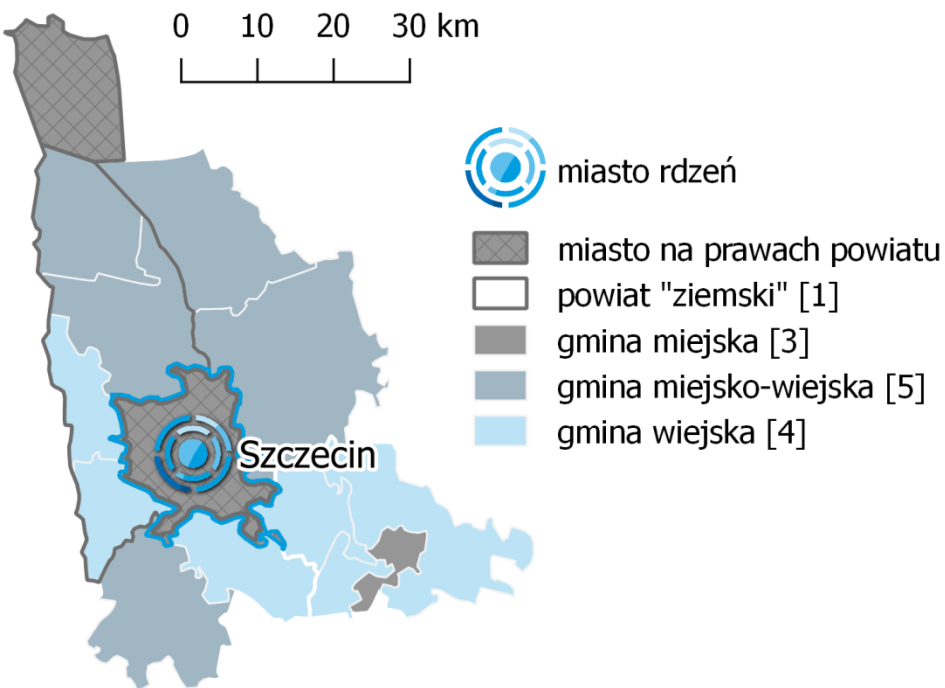 0 10 20 30 km
miasto rdzeń
miasto na prawach powiatu
powiat "ziemski" [1]
gmina miejska [3]
gmina miejsko-wiejska [5]
gmina wiejska [4]
Szczecin